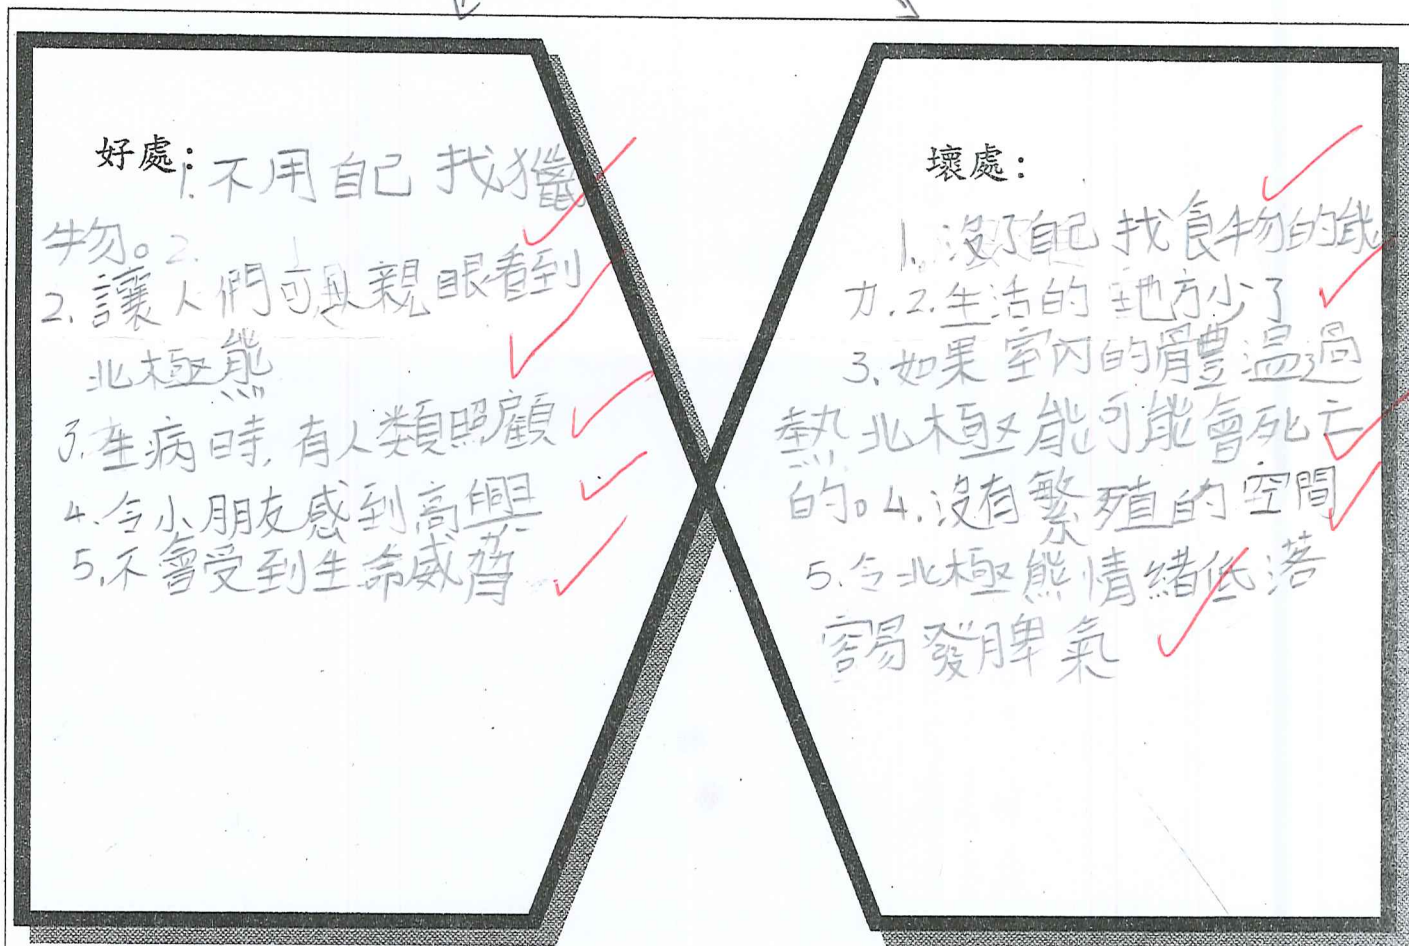 好處：
1. 不用自己找獵
物。2.
2. 讓人們可以親眼看到
北極熊
3. 生病時, 有人類照顧
4. 令小朋友感到高興
5. 不會受到生命威脅
壞處：
1. 沒了自己找食物的能
力. 2. 生活的地方少了
3. 如果室內的體溫過
熱北極能可能會死亡
的。4. 沒有繁殖的空間
5. 令北極熊情緒低落
容易發脾氣